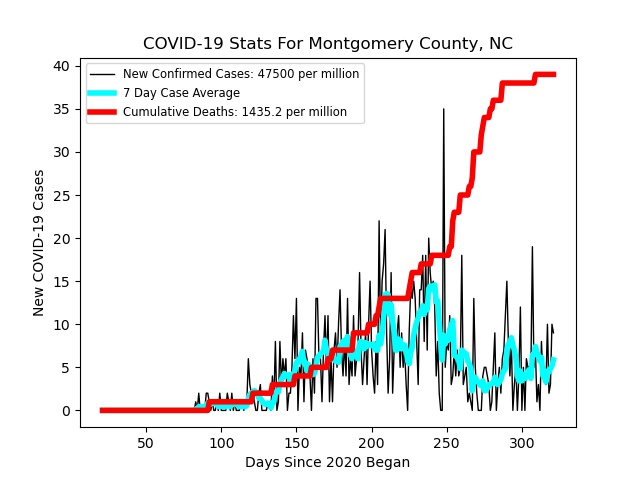 COVID-19 Stats For Montgomery County, NC
New Confirmed Cases: 47500 per million
7 Day Case Average
Cumulative Deaths: 1435.2 per million
New COVID-19 Cases
40
35
30
25
20
15
10
5
0
50 100 150 200 250 300
Days Since 2020 Began